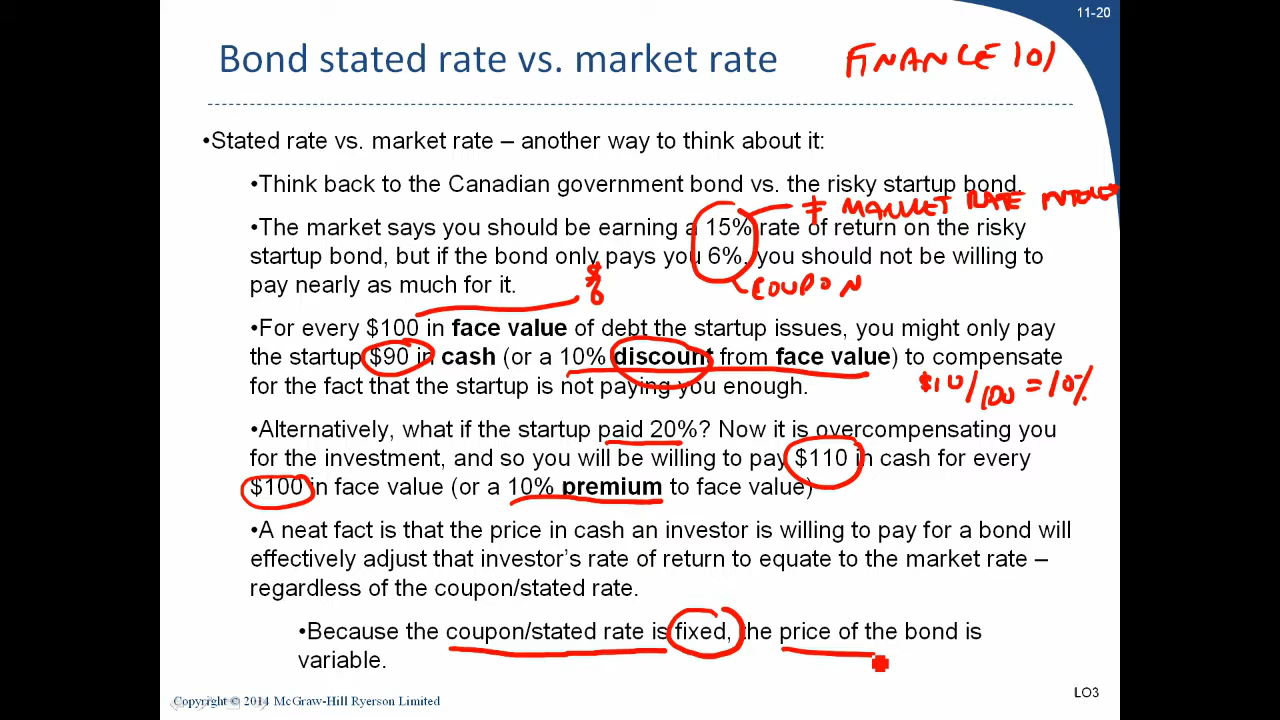 11-20
Bond stated rate vs. market rate
FINANCE 101
•Stated rate vs. market rate – another way to think about it:
•Think back to the Canadian government bond vs. the risky startup bond.
≠ MARKET RATE INTERES
•The market says you should be earning a 15% rate of return on the risky
startup bond, but if the bond only pays you 6%, you should not be willing to
pay nearly as much for it.
COUPON
•For every $100 in face value of debt the startup issues, you might only pay
the startup $90 in cash (or a 10% discount from face value) to compensate
for the fact that the startup is not paying you enough.
$10/100 = 10%
•Alternatively, what if the startup paid 20%? Now it is overcompensating you
for the investment, and so you will be willing to pay $110 in cash for every
$100 in face value (or a 10% premium to face value)
•A neat fact is that the price in cash an investor is willing to pay for a bond will
effectively adjust that investor’s rate of return to equate to the market rate –
regardless of the coupon/stated rate.
•Because the coupon/stated rate is fixed, the price of the bond is
variable.
Copyright © 2014 McGraw-Hill Ryerson Limited
LO3